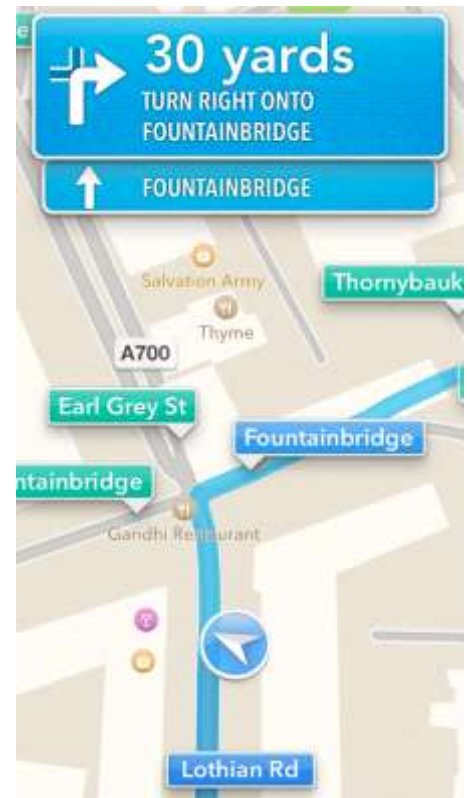 30 yards
TURN RIGHT ONTO
FOUNTAINBRIDGE
FOUNTAINBRIDGE
Salvation Army
Thornybauk
Thyme
A700
Earl Grey St
Fountainbridge
ntainbridge
Gandhi Restaurant
Lothian Rd